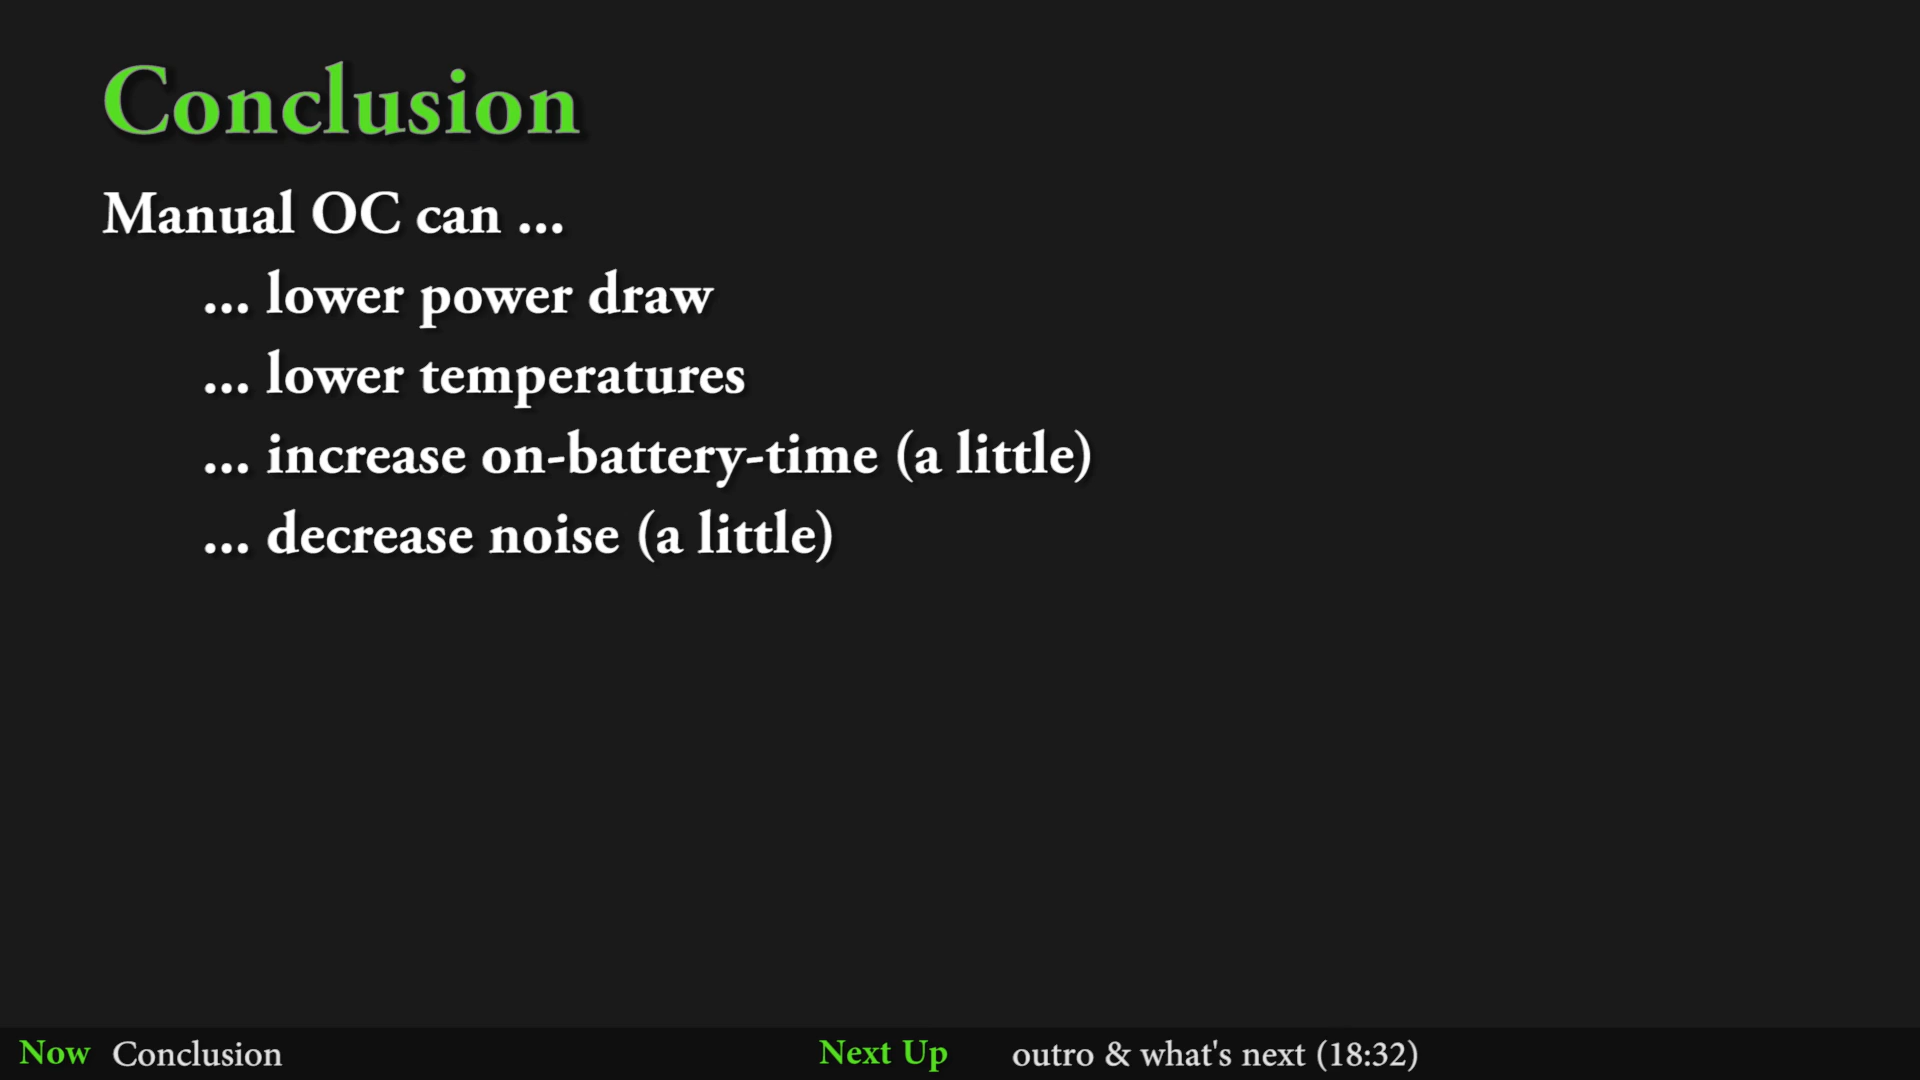 Conclusion
Manual OC can ...
... lower power draw
... lower temperatures
... increase on-battery-time (a little)
... decrease noise (a little)
Now Conclusion
Next Up outro & what's next (18:32)